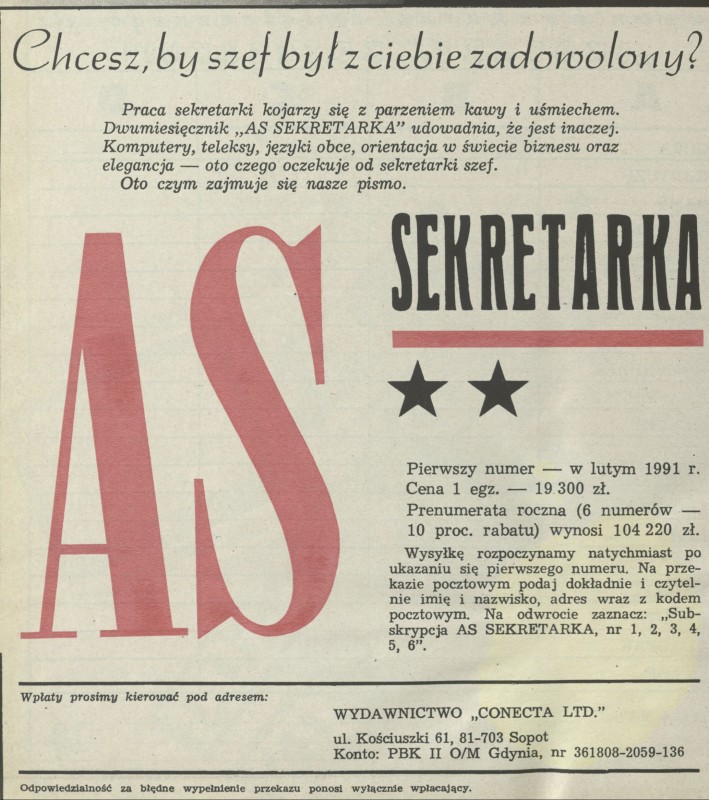 Chcesz, by szef był z ciebie zadowolony?
Praca sekretarki kojarzy się z parzeniem kawy i uśmiechem.
Dwumiesięcznik „AS SEKRETARKA” udowadnia, że jest inaczej.
Komputery, teleksy, języki obce, orientacja w świecie biznesu oraz
elegancja — oto czego oczekuje od sekretarki szef.
Oto czym zajmuje się nasze pismo.
AS
SEKRETARKA
Pierwszy numer — w lutym 1991 r.
Cena 1 egz. — 19 300 zł.
Prenumerata roczna (6 numerów —
10 proc. rabatu) wynosi 104 220 zł.
Wysyłkę rozpoczynamy natychmiast po
ukazaniu się pierwszego numeru. Na prze-
kazie pocztowym podaj dokładnie i czytel-
nie imię i nazwisko, adres wraz z kodem
pocztowym. Na odwrocie zaznacz: „Sub-
skrypcja AS SEKRETARKA, nr 1, 2, 3, 4,
5, 6”.
Wpłaty prosimy kierować pod adresem:
WYDAWNICTWO „CONECTA LTD.”
ul. Kościuszki 61, 81-703 Sopot
Konto: PBK II O/M Gdynia, nr 361808-2059-136
Odpowiedzialność za błędne wypełnienie przekazu ponosi wyłącznie wpłacający.